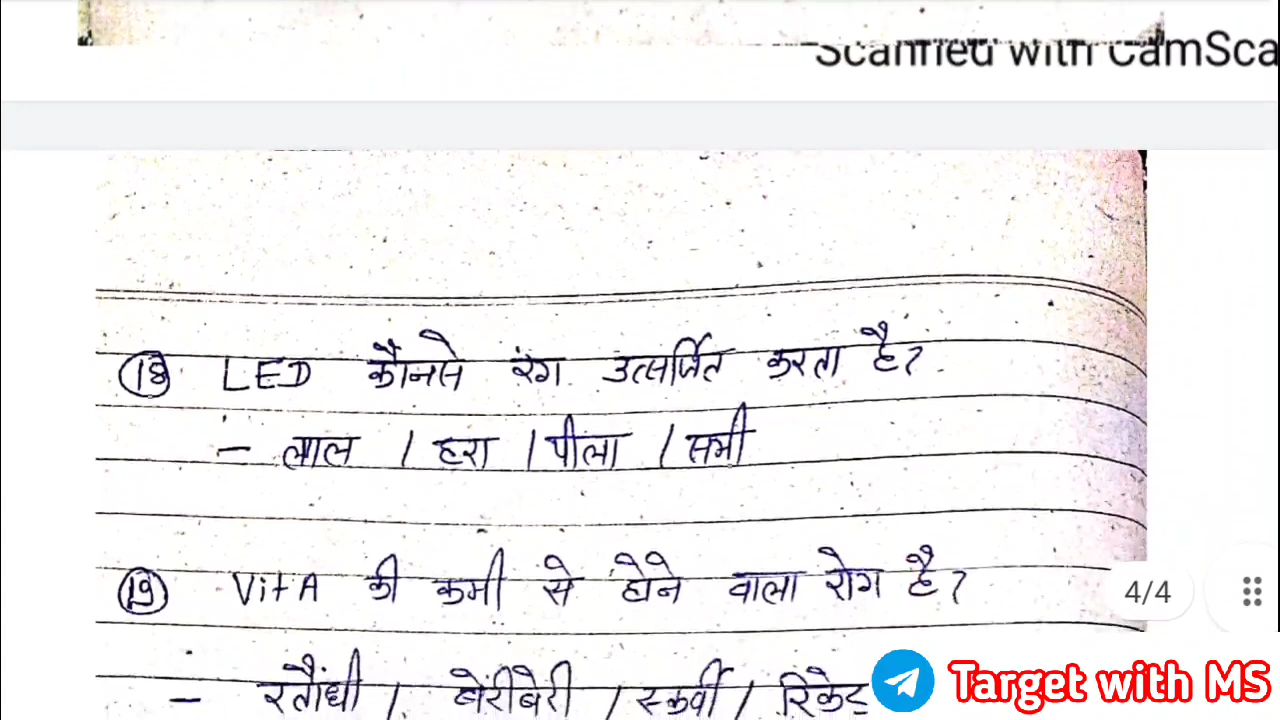 Scanned with CamSca
18 LED कौनसे रंग उत्सर्जित करता है?
- लाल / हरा / पीला / सभी
19 Vit A की कमी से होने वाला रोग है?
4/4
- रतौंधी / बेरीबेरी / स्कर्वी / रिकेट
Target with MS